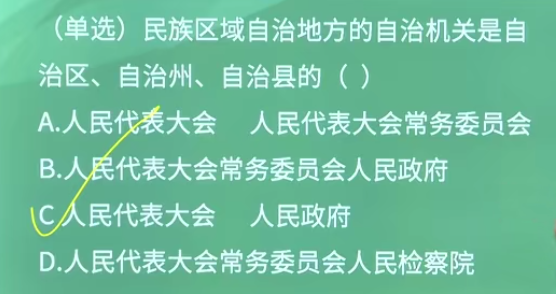 （单选）民族区域自治地方的自治机关是自
治区、自治州、自治县的（ ）
A.人民代表大会 人民代表大会常务委员会
B.人民代表大会常务委员会人民政府
C 人民代表大会 人民政府
D.人民代表大会常务委员会人民检察院